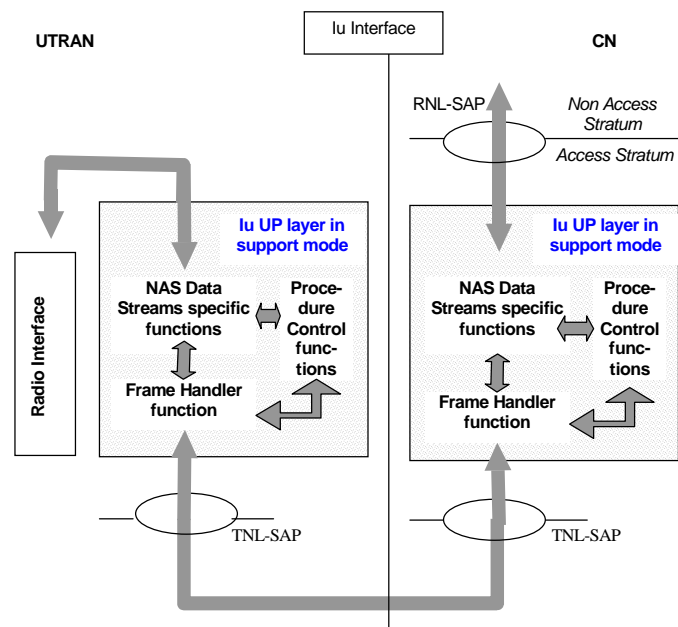 Iu Interface
UTRAN
CN
RNL-SAP
Non Access
Stratum
Access Stratum
Iu UP layer in
support mode
NAS Data
Streams specific
functions
Proce-
dure
Control
func-
tions
Frame Handler
function
Radio Interface
TNL-SAP
Iu UP layer in
support mode
NAS Data
Streams specific
functions
Proce-
dure
Control
func-
tions
Frame Handler
function
TNL-SAP